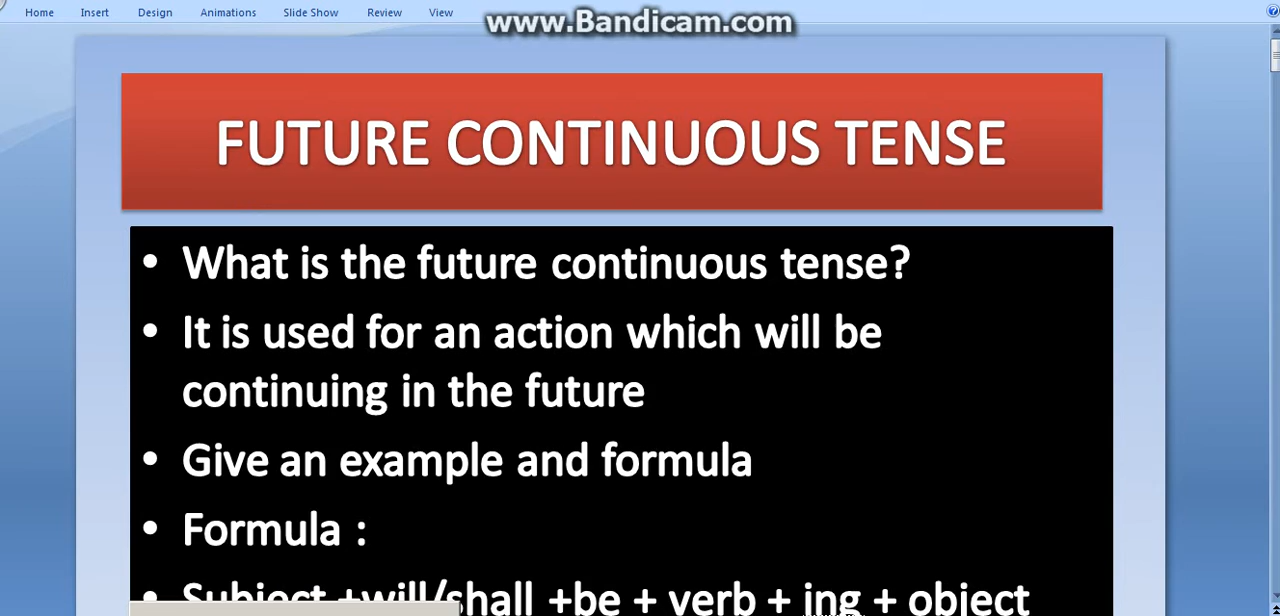 Home Insert Design Animations Slide Show Review View
www.Bandicam.com
FUTURE CONTINUOUS TENSE
• What is the future continuous tense?
• It is used for an action which will be
continuing in the future
• Give an example and formula
• Formula :
• Subject +will/shall +be + verb + ing + object